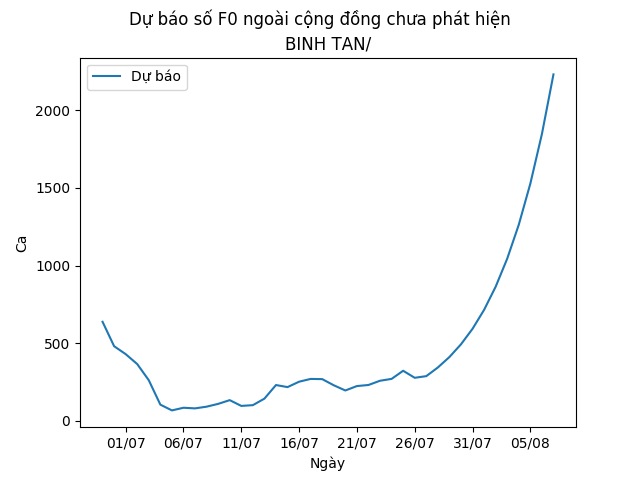 Dự báo số F0 ngoài cộng đồng chưa phát hiện
BINH TAN/
Dự báo
2000
1500
1000
500
0
Ca
01/07 06/07 11/07 16/07 21/07 26/07 31/07 05/08
Ngày